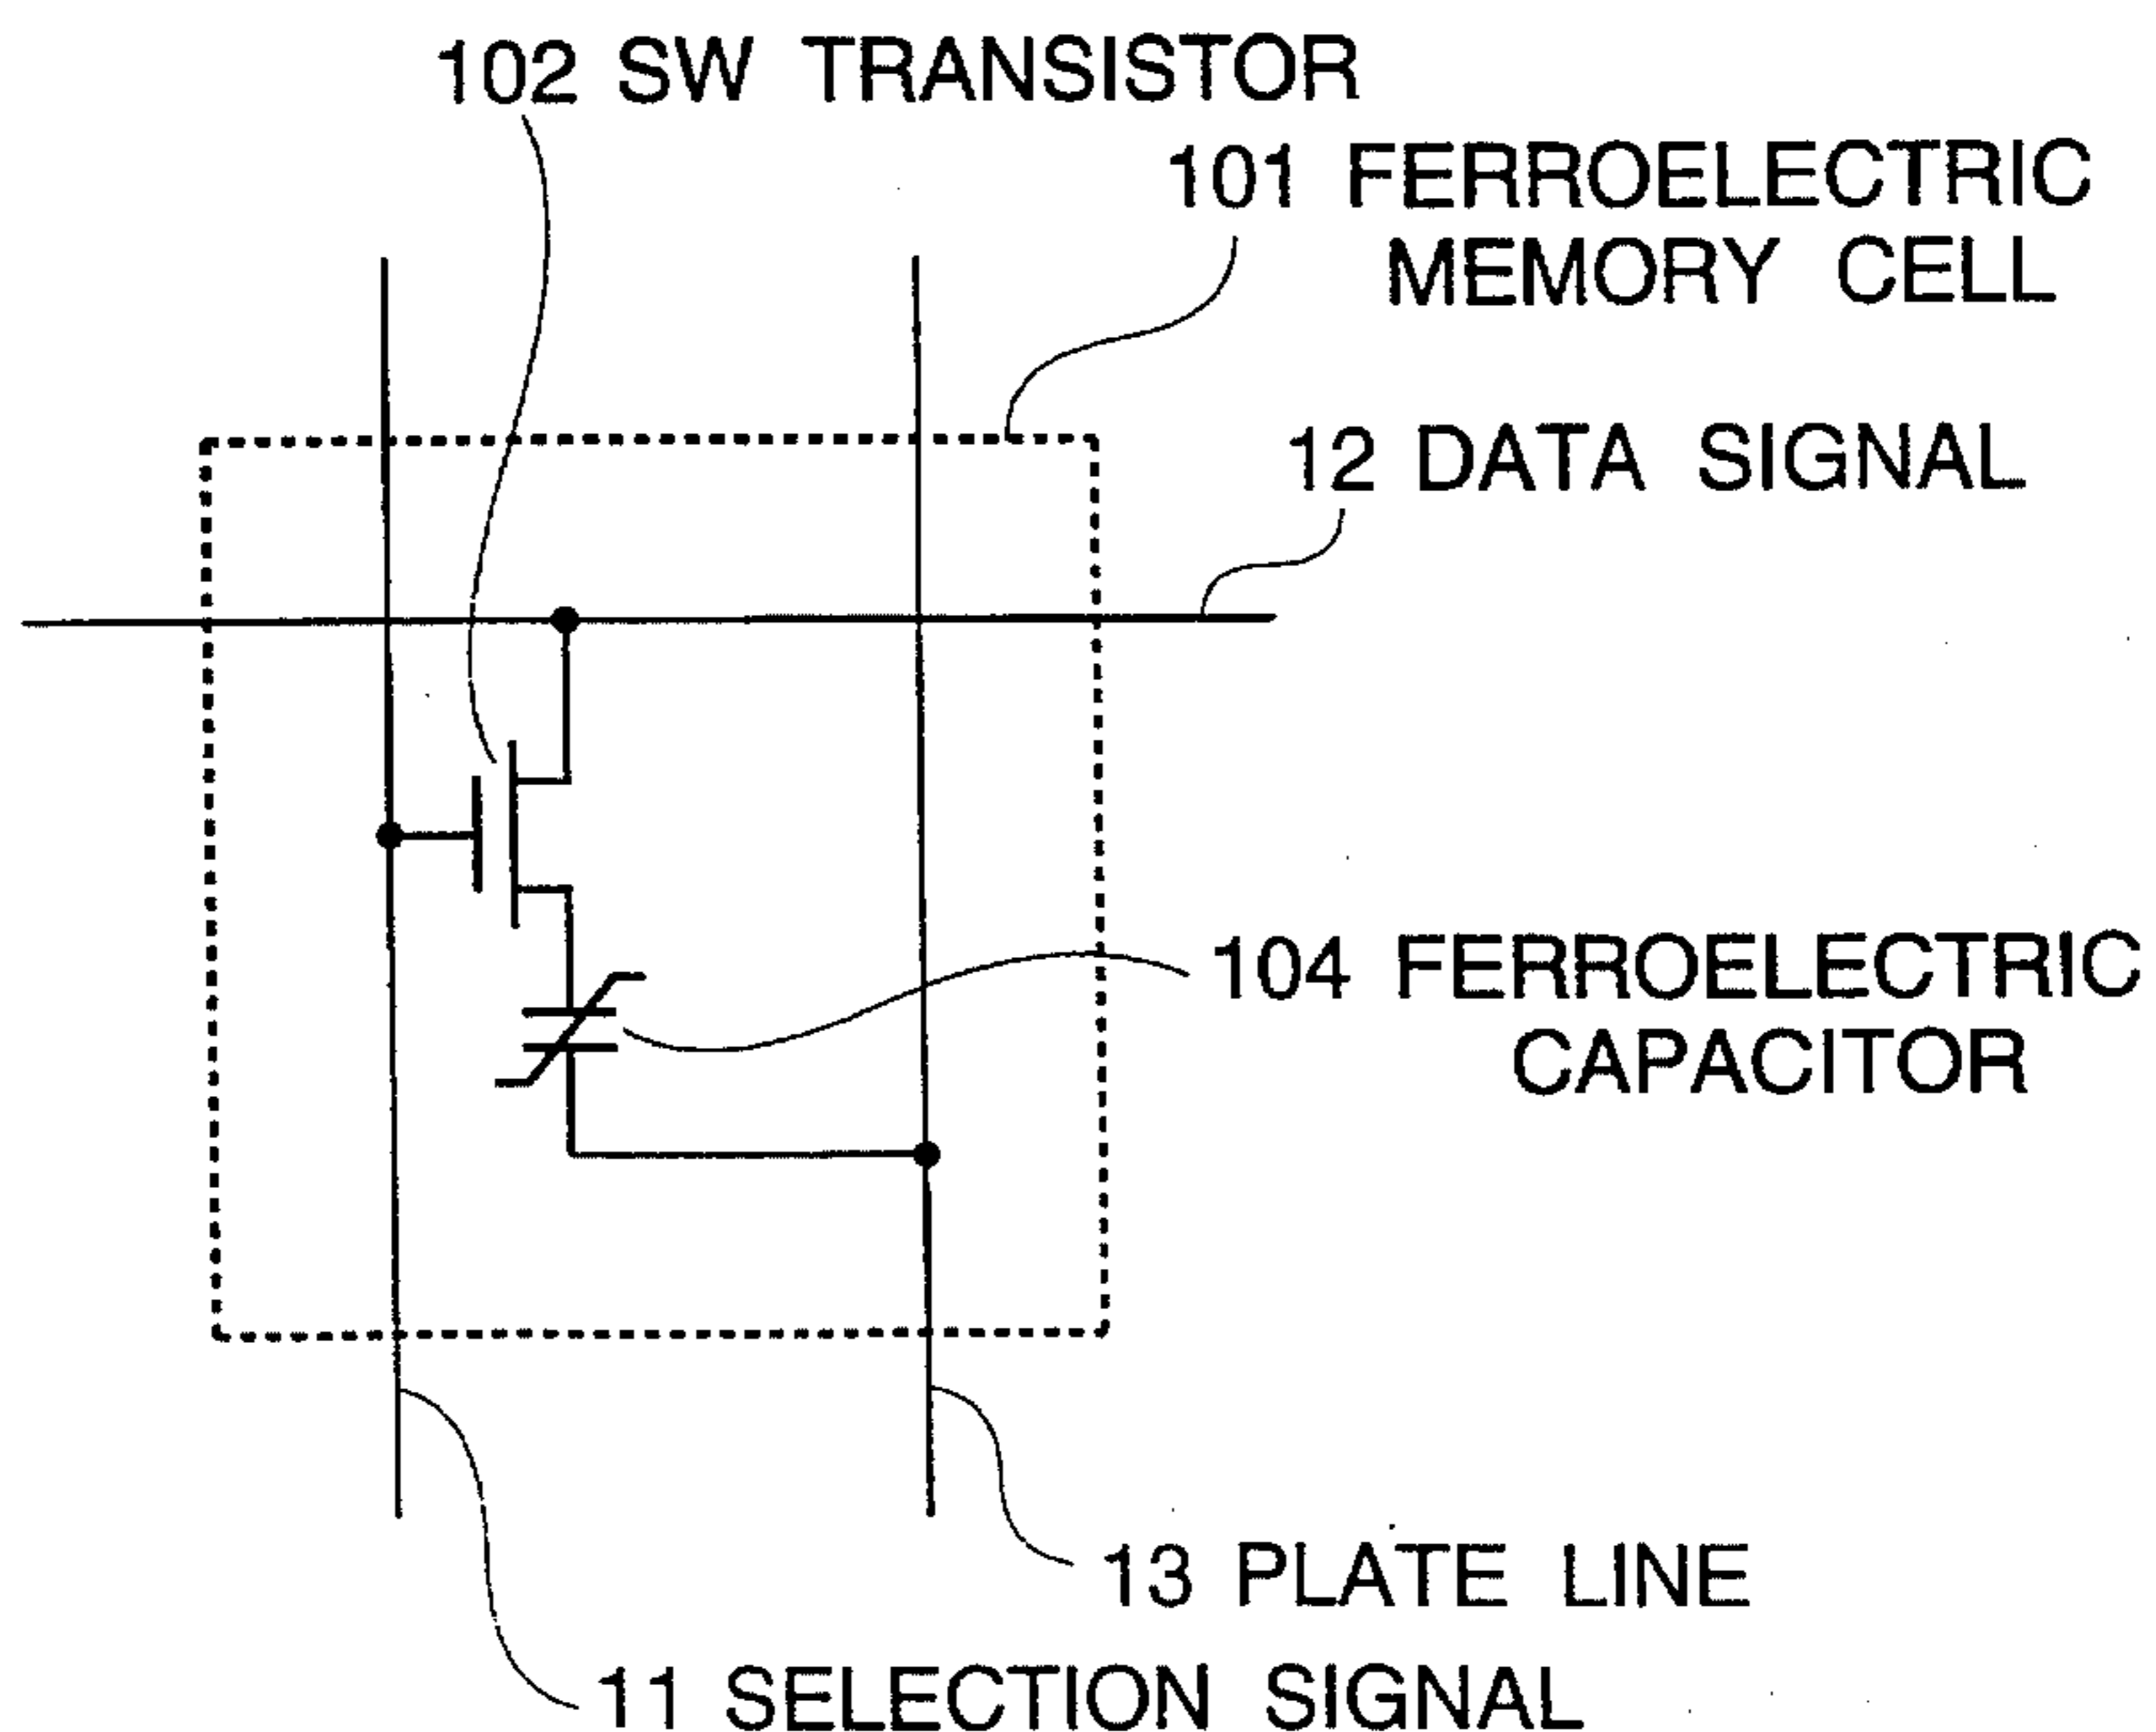 102 SW TRANSISTOR
101 FERROELECTRIC
MEMORY CELL
12 DATA SIGNAL
104 FERROELECTRIC
CAPACITOR
13 PLATE LINE
11 SELECTION SIGNAL